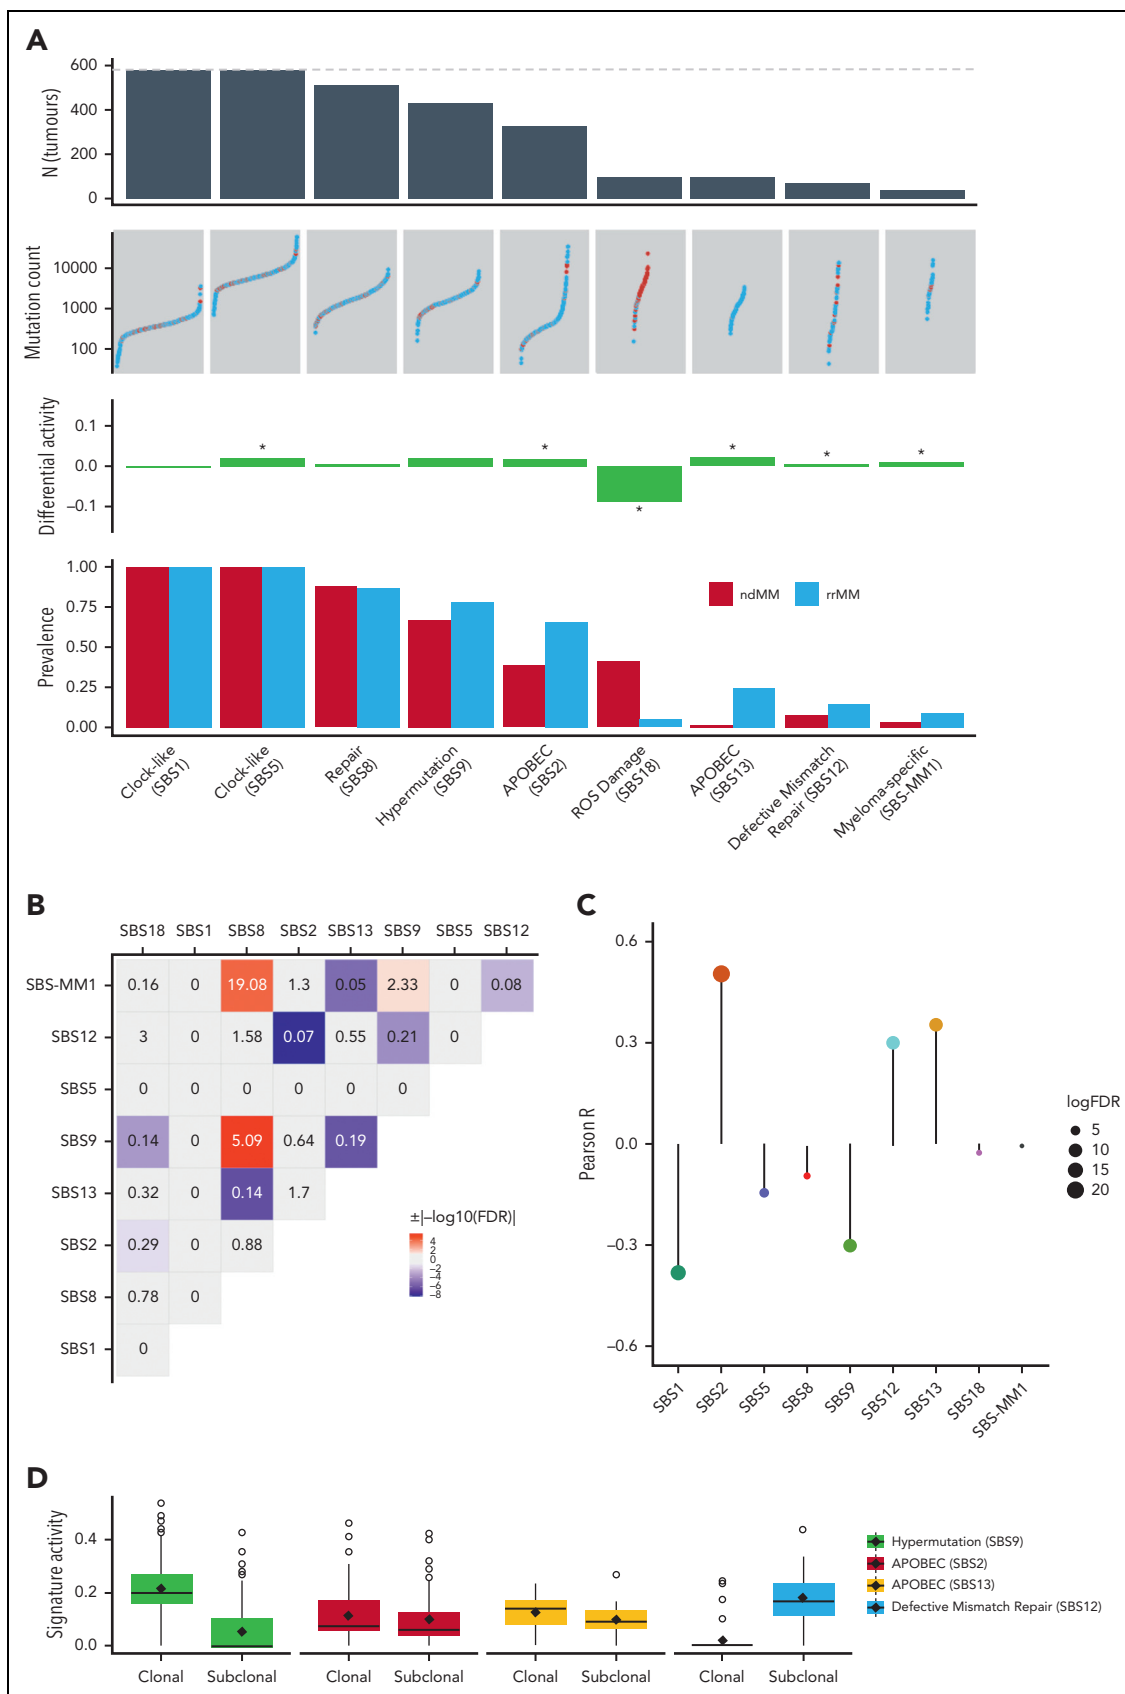 A
N (tumours)
600
400
200
0
Mutation count
10000
1000
100
Differential activity
0.1
0.0
−0.1
*
*
*
*
*
*
Prevalence
1.00
0.75
0.50
0.25
0.00
ndMM
rrMM
Clock-like
(SBS1)
Clock-like
(SBS5)
Repair
(SBS8)
Hypermutation
(SBS9)
APOBEC
(SBS2)
ROS Damage
(SBS18)
APOBEC
(SBS13)
Defective Mismatch
Repair (SBS12)
Myeloma-specific
(SBS-MM1)
B
SBS18 SBS1 SBS8 SBS2 SBS13 SBS9 SBS5 SBS12
SBS-MM1 0.16 0 19.08 1.3 0.05 2.33 0 0.08
SBS12 3 0 1.58 0.07 0.55 0.21 0
SBS5 0 0 0 0 0 0
SBS9 0.14 0 5.09 0.64 0.19
SBS13 0.32 0 0.14 1.7
SBS2 0.29 0 0.88
SBS8 0.78 0
SBS1 0
±|−log10(FDR)|
4
2
0
−2
−4
−6
−8
C
Pearson R
0.6
0.3
0.0
−0.3
−0.6
logFDR
5
10
15
20
SBS1
SBS2
SBS5
SBS8
SBS9
SBS12
SBS13
SBS18
SBS-MM1
D
Signature activity
0.4
0.2
0.0
Clonal Subclonal Clonal Subclonal Clonal Subclonal Clonal Subclonal
Hypermutation (SBS9)
APOBEC (SBS2)
APOBEC (SBS13)
Defective Mismatch Repair (SBS12)